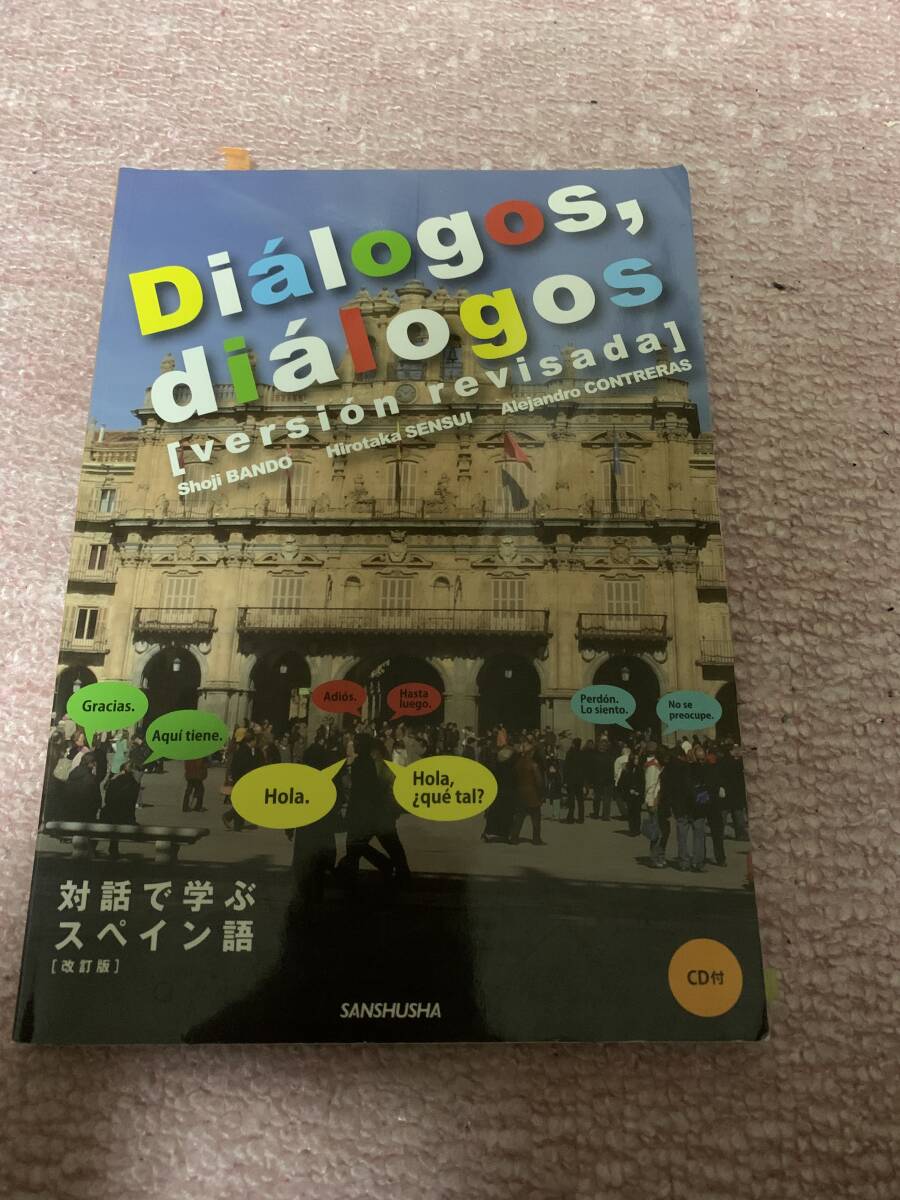 Diálogos,
diálogos
[versión revisada]
Shoji BANDO Hirotaka SENSUI Alejandro CONTRERAS
Gracias.
Aquí tiene.
Adiós.
Hasta
luego.
Perdón.
Lo siento.
No se
preocupe.
Hola.
Hola,
¿qué tal?
対話で学ぶ
スペイン語
[改訂版]
CD付
SANSHUSHA